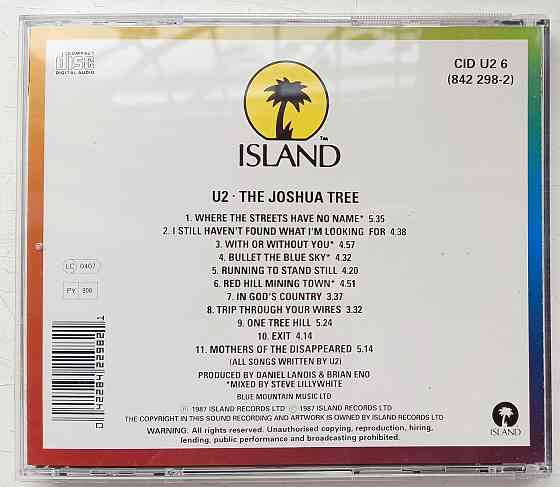 COMPACT
disc
DIGITAL AUDIO
CID U2 6
(842 298-2)
TM
ISLAND
U2 · THE JOSHUA TREE
1. WHERE THE STREETS HAVE NO NAME* 5.35
2. I STILL HAVEN'T FOUND WHAT I'M LOOKING FOR 4.38
3. WITH OR WITHOUT YOU* 4.57
4. BULLET THE BLUE SKY* 4.32
5. RUNNING TO STAND STILL 4.20
6. RED HILL MINING TOWN* 4.51
7. IN GOD'S COUNTRY 3.37
8. TRIP THROUGH YOUR WIRES 3.32
9. ONE TREE HILL 5.24
10. EXIT 4.14
11. MOTHERS OF THE DISAPPEARED 5.14
(ALL SONGS WRITTEN BY U2)
PRODUCED BY DANIEL LANOIS & BRIAN ENO
*MIXED BY STEVE LILLYWHITE
BLUE MOUNTAIN MUSIC LTD
LC 0407
PY 800
℗ 1987 ISLAND RECORDS LTD © 1987 ISLAND RECORDS LTD
THE COPYRIGHT IN THIS SOUND RECORDING AND ARTWORK IS OWNED BY ISLAND RECORDS LTD
WARNING: All rights reserved. Unauthorised copying, reproduction, hiring,
lending, public performance and broadcasting prohibited.
ISLAND